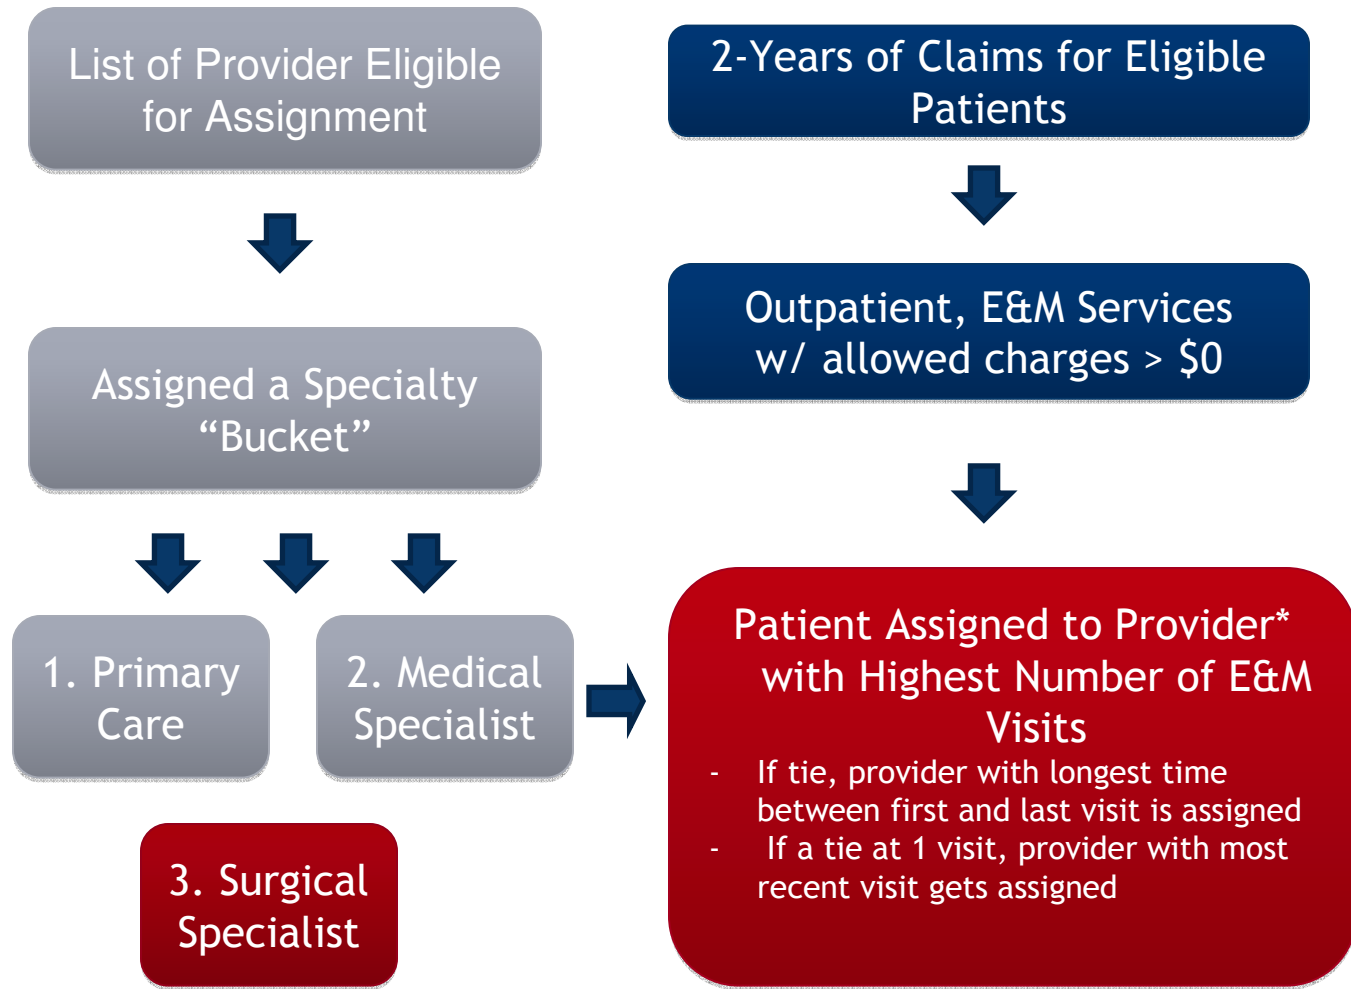 List of Provider Eligible
for Assignment
Assigned a Specialty
“Bucket”
1. Primary
Care
2. Medical
Specialist
3. Surgical
Specialist
2-Years of Claims for Eligible
Patients
Outpatient, E&M Services
w/ allowed charges > $0
Patient Assigned to Provider*
with Highest Number of E&M
Visits
- If tie, provider with longest time
between first and last visit is assigned
- If a tie at 1 visit, provider with most
recent visit gets assigned